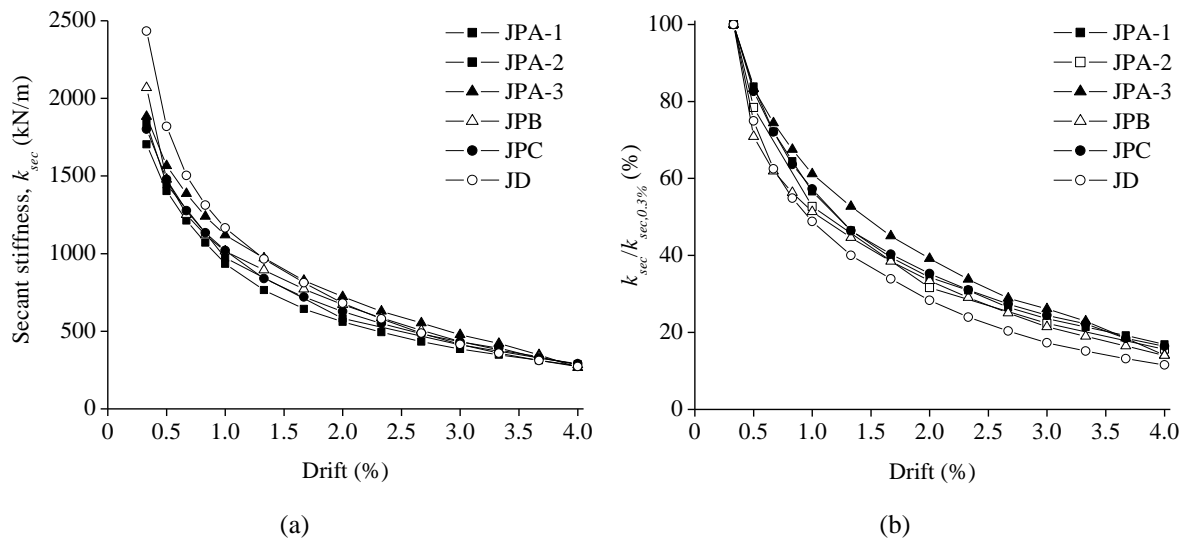 2500
2000
1500
1000
500
0
Secant stiffness, k_sec (kN/m)
JPA-1
JPA-2
JPA-3
JPB
JPC
JD
0 0.5 1.0 1.5 2.0 2.5 3.0 3.5 4.0
Drift (%)
(a)
100
80
60
40
20
0
k_sec/k_sec,0.3% (%)
JPA-1
JPA-2
JPA-3
JPB
JPC
JD
0 0.5 1.0 1.5 2.0 2.5 3.0 3.5 4.0
Drift (%)
(b)